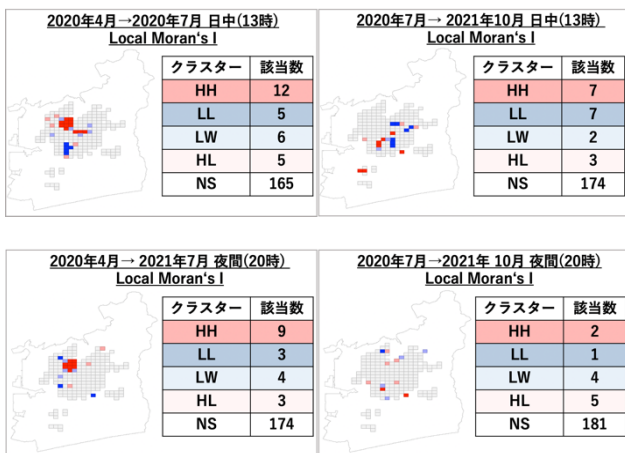 2020年4月→2020年7月 日中(13時)
Local Moran‘s I
クラスター 該当数
HH 12
LL 5
LW 6
HL 5
NS 165
2020年7月→ 2021年10月 日中(13時)
Local Moran‘s I
クラスター 該当数
HH 7
LL 7
LW 2
HL 3
NS 174
2020年4月→ 2021年7月 夜間(20時)
Local Moran‘s I
クラスター 該当数
HH 9
LL 3
LW 4
HL 3
NS 174
2020年7月→2021年 10月 夜間(20時)
Local Moran‘s I
クラスター 該当数
HH 2
LL 1
LW 4
HL 5
NS 181